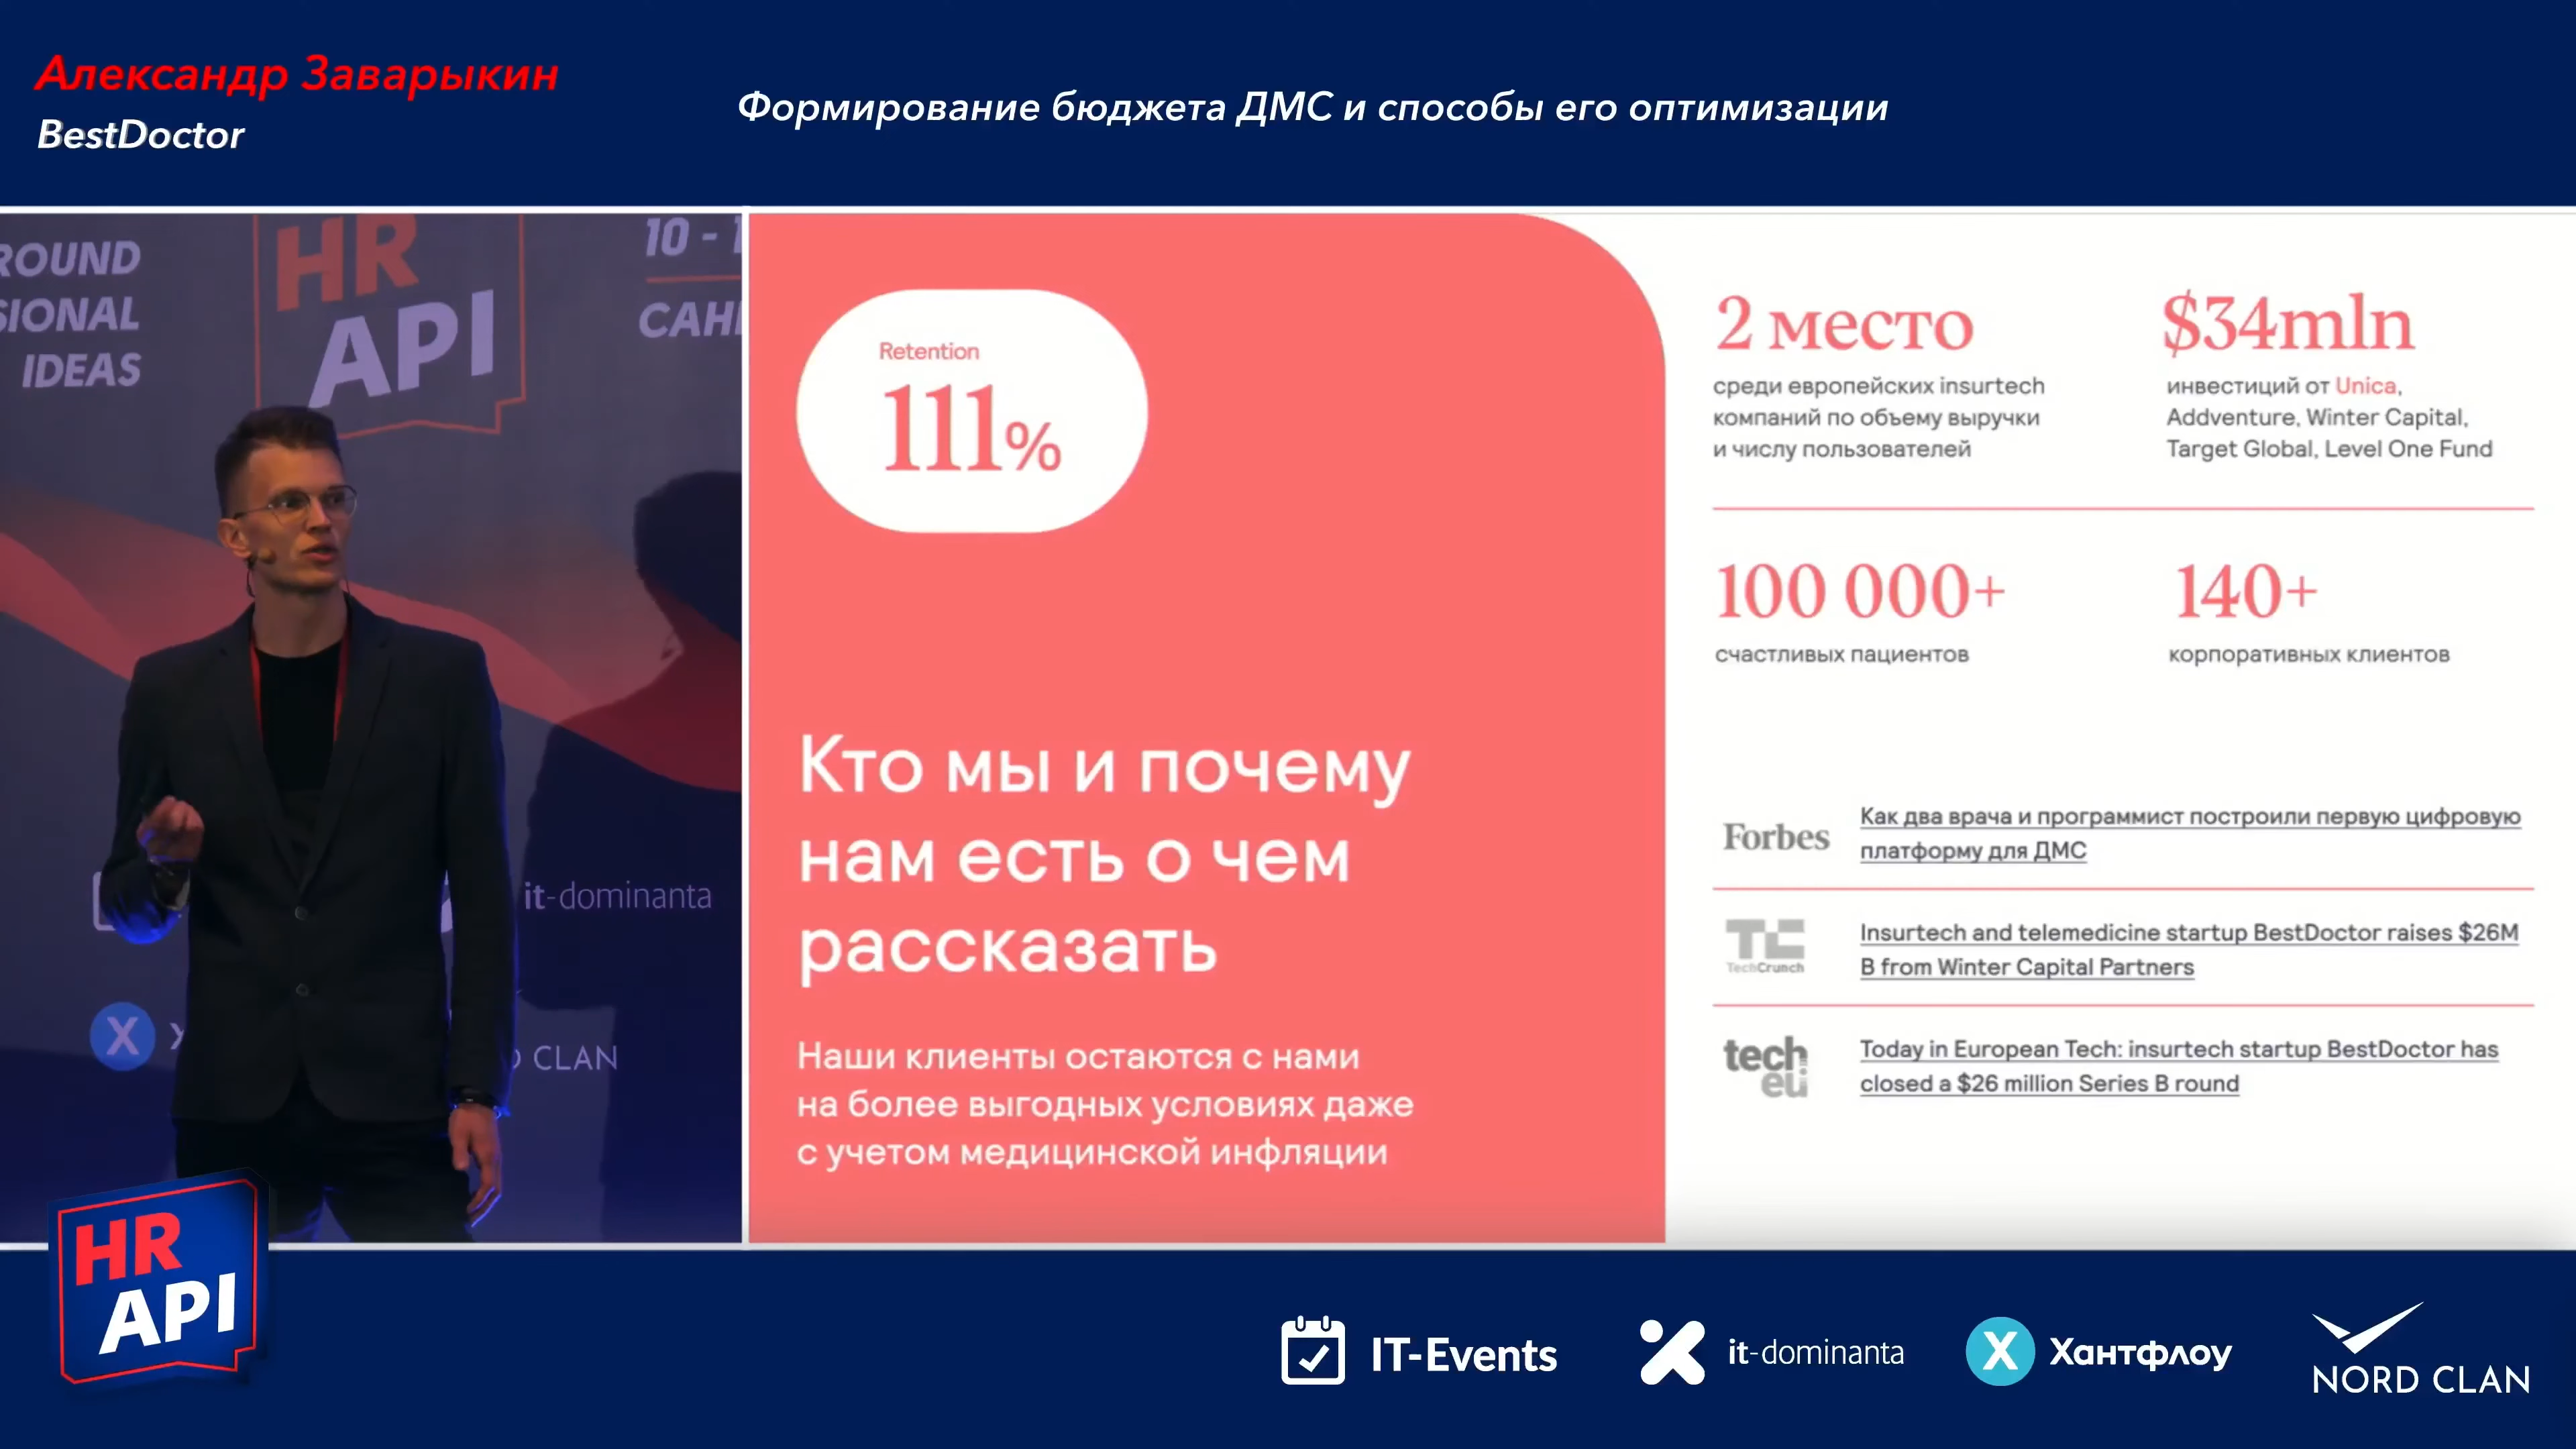 Александр Заварыкин
BestDoctor
Формирование бюджета ДМС и способы его оптимизации
ROUND
SIONAL
IDEAS
HR
API
10 - 1
САН
it-dominanta
X
CLAN
Retention
111%
Кто мы и почему
нам есть о чем
рассказать
Наши клиенты остаются с нами
на более выгодных условиях даже
с учетом медицинской инфляции
2 место
среди европейских insurtech
компаний по объему выручки
и числу пользователей
$34mln
инвестиций от Unica,
Addventure, Winter Capital,
Target Global, Level One Fund
100 000+
счастливых пациентов
140+
корпоративных клиентов
Forbes
Как два врача и программист построили первую цифровую
платформу для ДМС
TC
TechCrunch
Insurtech and telemedicine startup BestDoctor raises $26M
B from Winter Capital Partners
tech
eu
Today in European Tech: insurtech startup BestDoctor has
closed a $26 million Series B round
HR
API
IT-Events
it-dominanta
X Хантфлоу
NORD CLAN